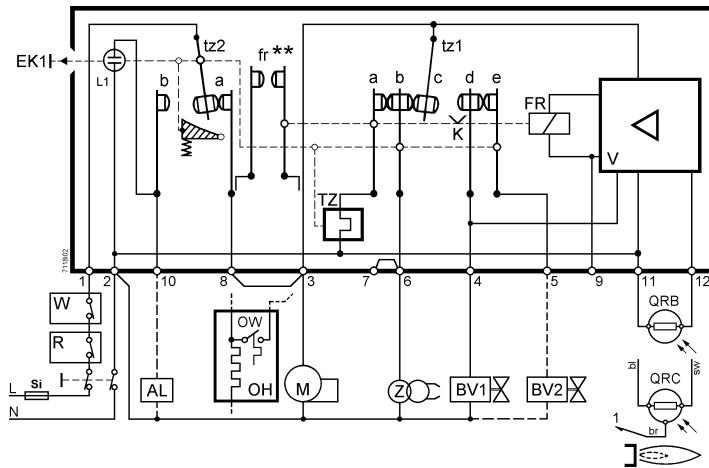 EK1
L1
tz2
fr**
tz1
b
a
a
b
c
d
e
FR
K
V
TZ
7118t02
1
2
10
8
3
7
6
4
5
9
11
12
W
R
L
Si
N
AL
OW
OH
M
Z
BV1
BV2
QRB
bl
sw
QRC
1
br